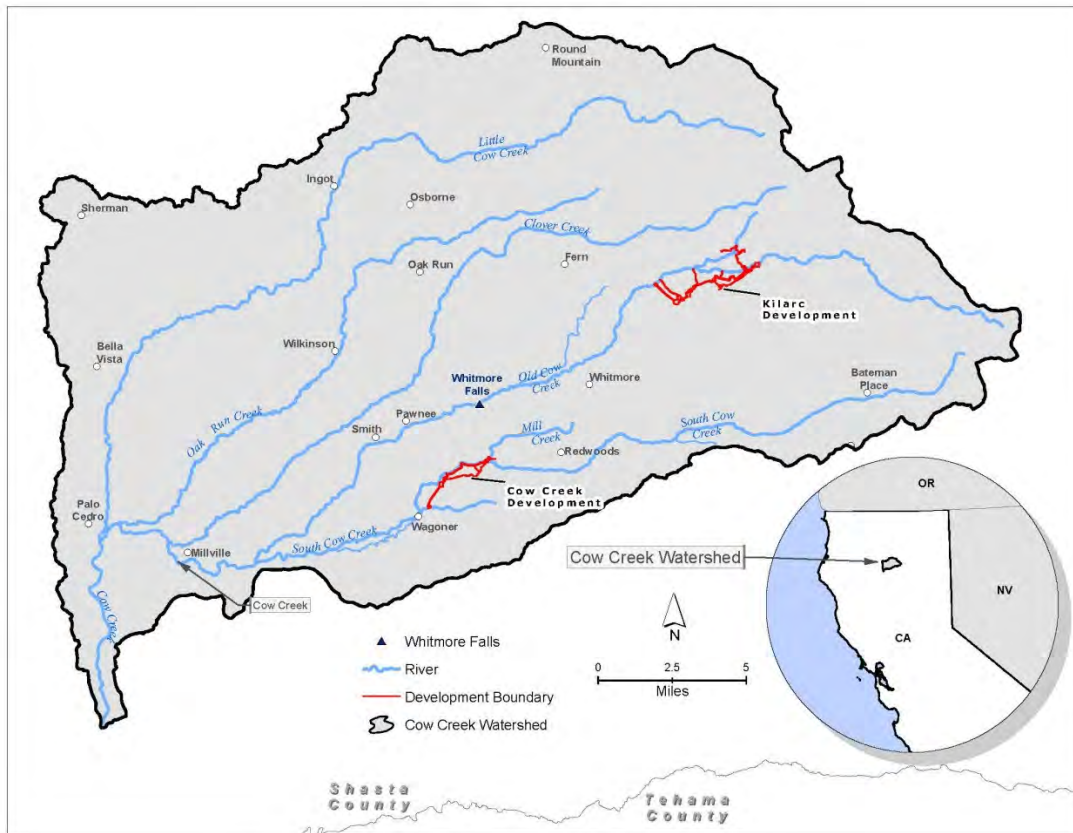 Round
Mountain
Little
Cow Creek
Ingot
Osborne
Sherman
Clover Creek
Fern
Oak Run
Kilarc
Development
Wilkinson
Bella
Vista
Whitmore
Falls
Old Cow
Creek
Whitmore
Bateman
Place
Oak Run Creek
Pawnee
Smith
Mill
Creek
South Cow
Creek
Redwoods
Cow Creek
Development
Palo
Cedro
Wagoner
South Cow Creek
Millville
Cow Creek
Cow Creek
OR
Cow Creek Watershed
NV
CA
N
Whitmore Falls
River
Development Boundary
Cow Creek Watershed
0 2.5 5
Miles
Shasta
County
Tehama
County